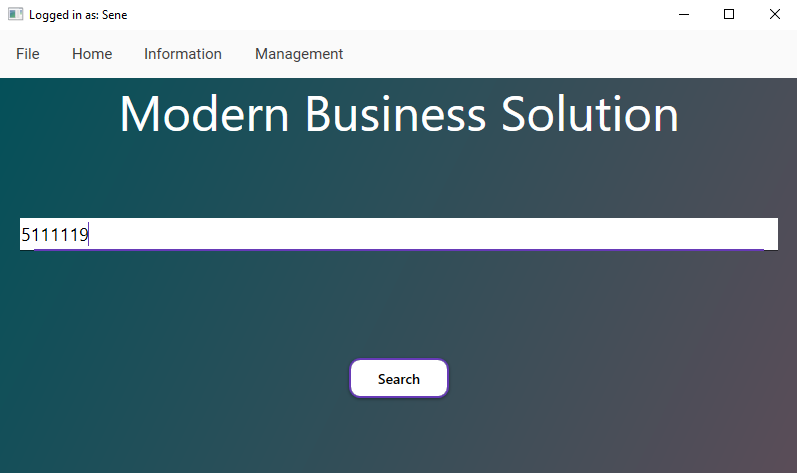 Logged in as: Sene
File Home Information Management
Modern Business Solution
5111119
Search